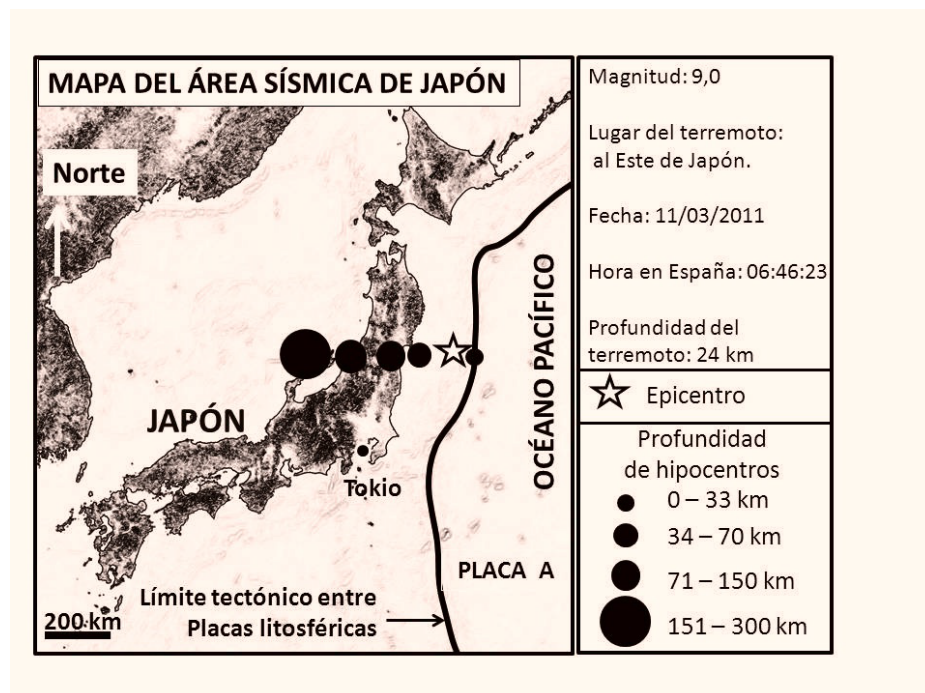 MAPA DEL ÁREA SÍSMICA DE JAPÓN
Norte
JAPÓN
Tokio
OCÉANO PACÍFICO
PLACA A
Límite tectónico entre
Placas litosféricas
200 km
Magnitud: 9,0
Lugar del terremoto:
al Este de Japón.
Fecha: 11/03/2011
Hora en España: 06:46:23
Profundidad del
terremoto: 24 km
Epicentro
Profundidad
de hipocentros
0 – 33 km
34 – 70 km
71 – 150 km
151 – 300 km